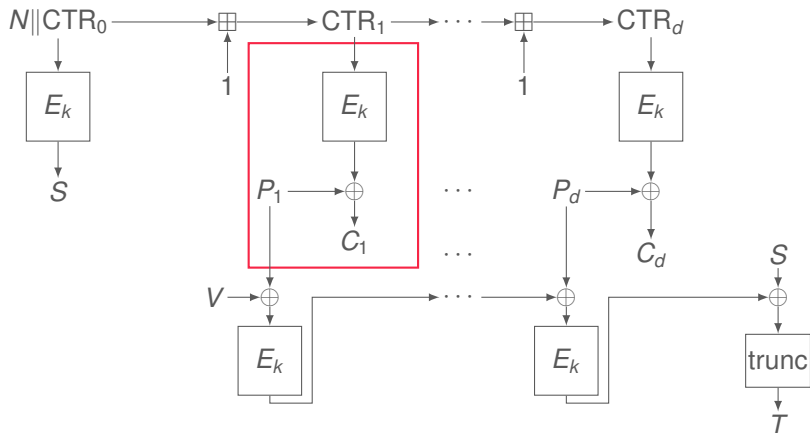 N||CTR₀ CTR₁ · · · CTR_d
1 1
E_k E_k E_k
S P₁ · · · P_d
C₁ · · · C_d S
V · · ·
E_k E_k trunc
T